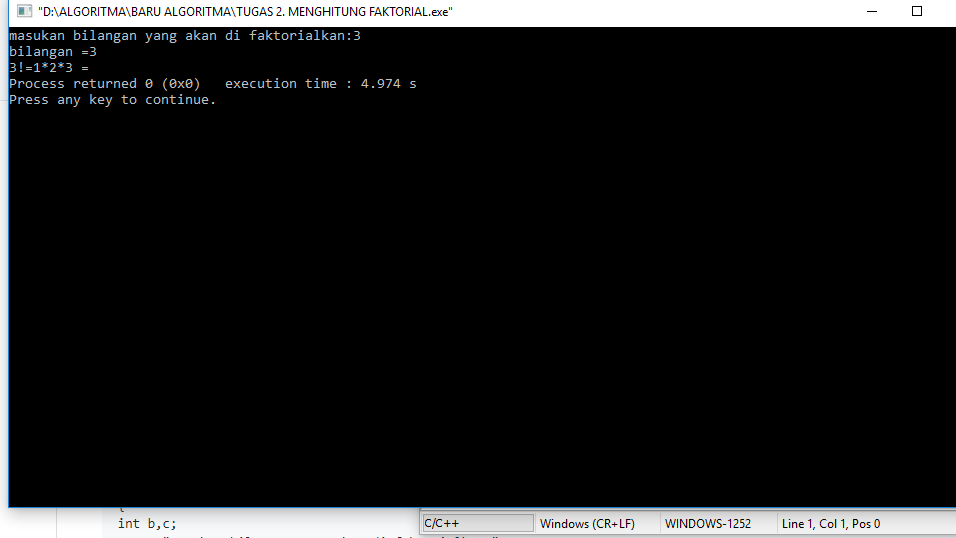 "D:\ALGORITMA\BARU ALGORITMA\TUGAS 2. MENGHITUNG FAKTORIAL.exe"
masukan bilangan yang akan di faktorialkan:3
bilangan =3
3!=1*2*3 =
Process returned 0 (0x0)   execution time : 4.974 s
Press any key to continue.
int b,c;
C/C++ Windows (CR+LF) WINDOWS-1252 Line 1, Col 1, Pos 0